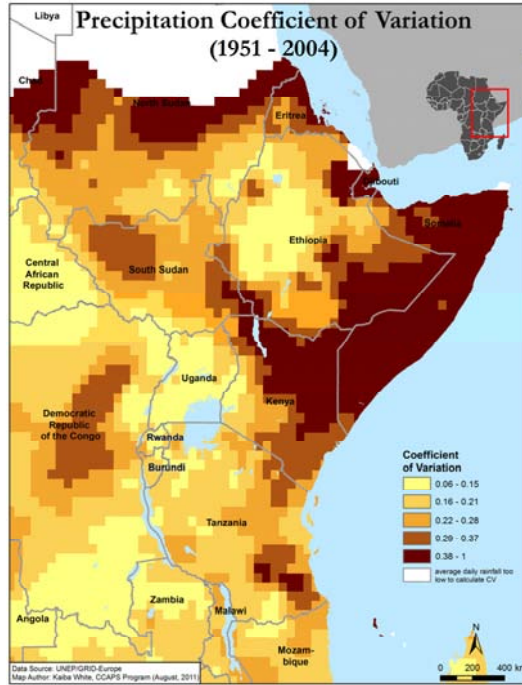 Precipitation Coefficient of Variation
(1951 - 2004)
Libya
Chad
North Sudan
Eritrea
Djibouti
Somalia
Ethiopia
Central
African
Republic
South Sudan
Uganda
Kenya
Democratic
Republic
of the Congo
Rwanda
Burundi
Tanzania
Zambia
Malawi
Angola
Mozam-
bique
Coefficient
of Variation
0.06 - 0.15
0.16 - 0.21
0.22 - 0.28
0.29 - 0.37
0.38 - 1
average daily rainfall too
low to calculate CV
N
0 200 400 km
Data Source: UNEP/GRID-Europe
Map Author: Kaiba White, CCAPS Program (August, 2011)